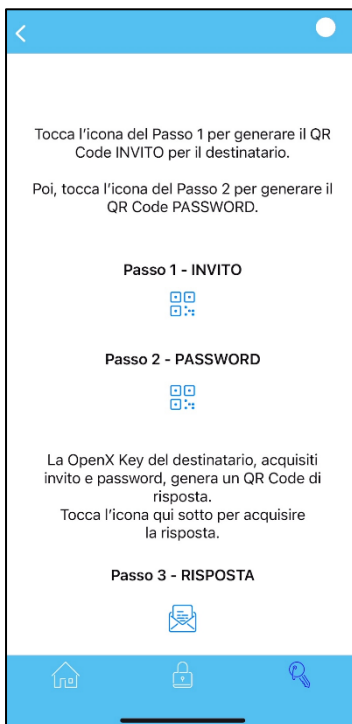 Tocca l'icona del Passo 1 per generare il QR
Code INVITO per il destinatario.
Poi, tocca l'icona del Passo 2 per generare il
QR Code PASSWORD.
Passo 1 - INVITO
Passo 2 - PASSWORD
La OpenX Key del destinatario, acquisiti
invito e password, genera un QR Code di
risposta.
Tocca l'icona qui sotto per acquisire
la risposta.
Passo 3 - RISPOSTA